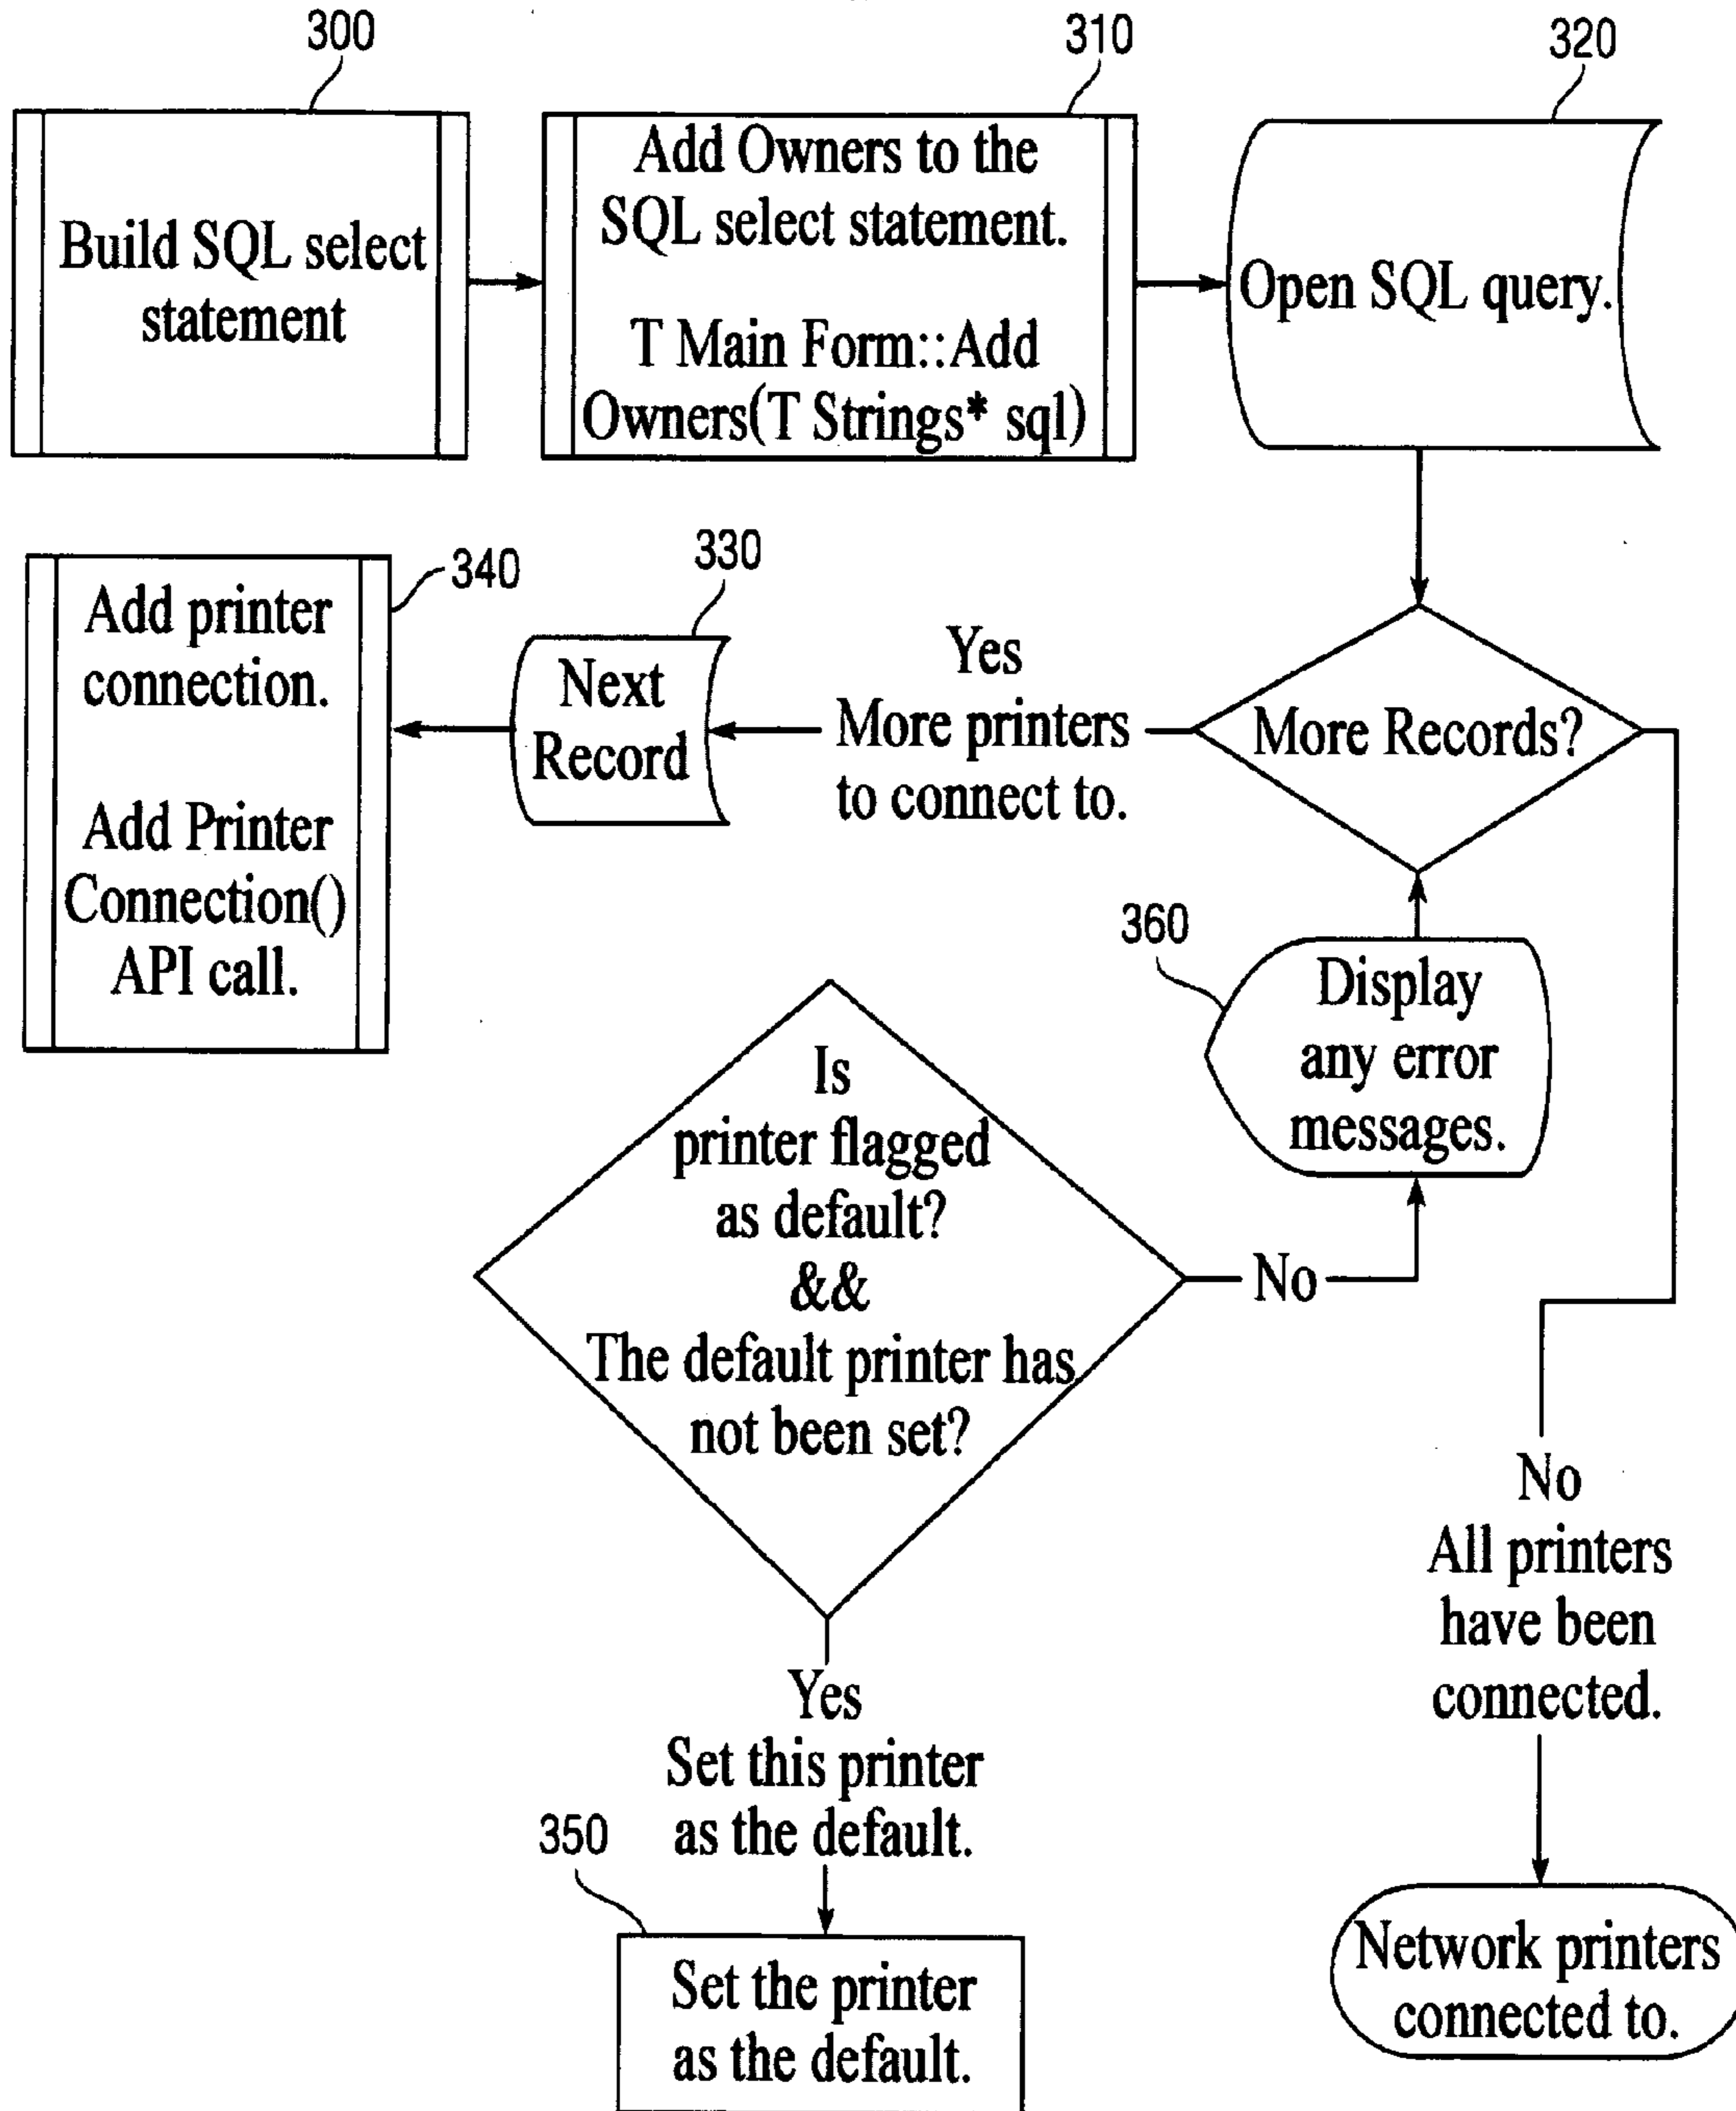 300
310
320
Build SQL select
statement
Add Owners to the
SQL select statement.
T Main Form::Add
Owners(T Strings* sql)
Open SQL query.
340
330
Add printer
connection.
Add Printer
Connection()
API call.
Next
Record
Yes
More printers
to connect to.
More Records?
360
Display
any error
messages.
Is
printer flagged
as default?
&&
The default printer has
not been set?
No
No
All printers
have been
connected.
Yes
Set this printer
as the default.
350
Set the printer
as the default.
Network printers
connected to.